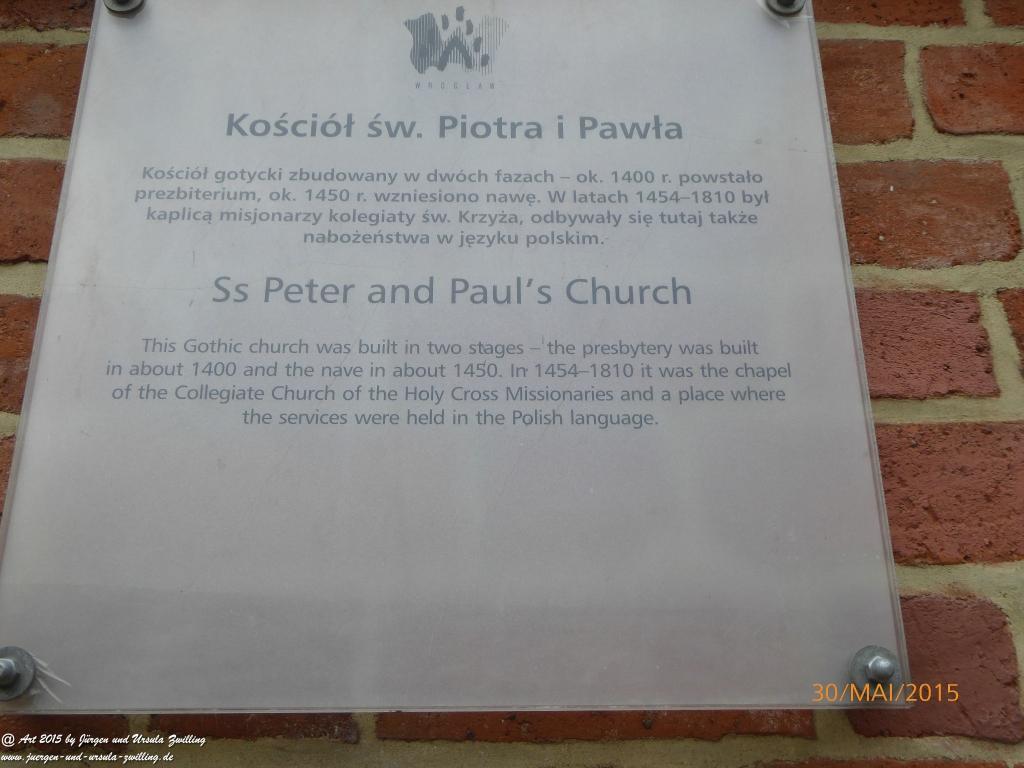 WROCŁAW
Kościół św. Piotra i Pawła
Kościół gotycki zbudowany w dwóch fazach – ok. 1400 r. powstało
prezbiterium, ok. 1450 r. wzniesiono nawę. W latach 1454–1810 był
kaplicą misjonarzy kolegiaty św. Krzyża, odbywały się tutaj także
nabożeństwa w języku polskim.
Ss Peter and Paul's Church
This Gothic church was built in two stages – the presbytery was built
in about 1400 and the nave in about 1450. In 1454–1810 it was the chapel
of the Collegiate Church of the Holy Cross Missionaries and a place where
the services were held in the Polish language.
30/MAI/2015
@ Art 2015 by Jürgen und Ursula Zwilling
www.juergen-und-ursula-zwilling.de